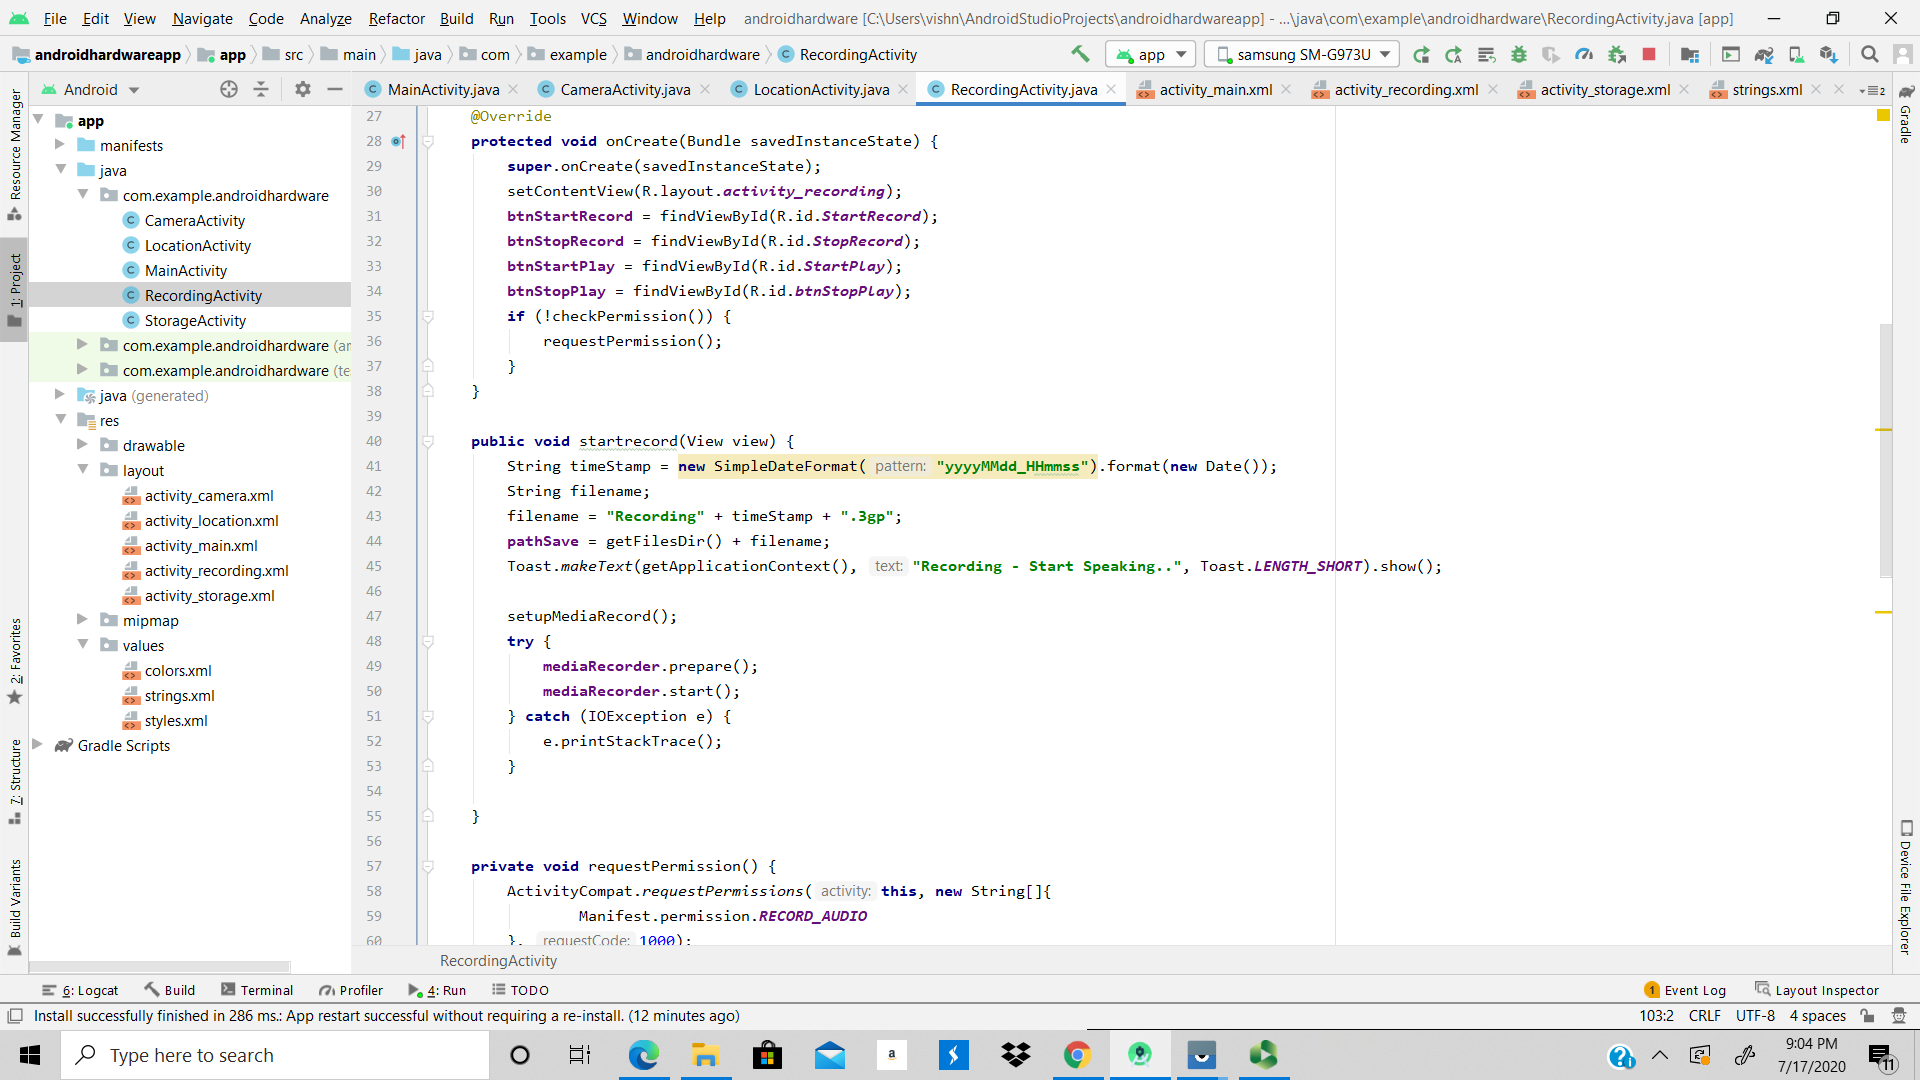 File Edit View Navigate Code Analyze Refactor Build Run Tools VCS Window Help androidhardware [C:\Users\vishn\AndroidStudioProjects\androidhardwareapp] - ...\java\com\example\androidhardware\RecordingActivity.java [app]
androidhardwareapp app src main java com example androidhardware RecordingActivity app samsung SM-G973U
Android MainActivity.java CameraActivity.java LocationActivity.java RecordingActivity.java activity_main.xml activity_recording.xml activity_storage.xml strings.xml 2
Resource Manager
1: Project
2: Favorites
7: Structure
Build Variants
app
manifests
java
com.example.androidhardware
CameraActivity
LocationActivity
MainActivity
RecordingActivity
StorageActivity
com.example.androidhardware (ar
com.example.androidhardware (te
java (generated)
res
drawable
layout
activity_camera.xml
activity_location.xml
activity_main.xml
activity_recording.xml
activity_storage.xml
mipmap
values
colors.xml
strings.xml
styles.xml
Gradle Scripts
27 @Override
28 protected void onCreate(Bundle savedInstanceState) {
29 super.onCreate(savedInstanceState);
30 setContentView(R.layout.activity_recording);
31 btnStartRecord = findViewById(R.id.StartRecord);
32 btnStopRecord = findViewById(R.id.StopRecord);
33 btnStartPlay = findViewById(R.id.StartPlay);
34 btnStopPlay = findViewById(R.id.btnStopPlay);
35 if (!checkPermission()) {
36 requestPermission();
37 }
38 }
39
40 public void startrecord(View view) {
41 String timeStamp = new SimpleDateFormat( pattern: "yyyyMMdd_HHmmss").format(new Date());
42 String filename;
43 filename = "Recording" + timeStamp + ".3gp";
44 pathSave = getFilesDir() + filename;
45 Toast.makeText(getApplicationContext(), text: "Recording - Start Speaking..", Toast.LENGTH_SHORT).show();
46
47 setupMediaRecord();
48 try {
49 mediaRecorder.prepare();
50 mediaRecorder.start();
51 } catch (IOException e) {
52 e.printStackTrace();
53 }
54
55 }
56
57 private void requestPermission() {
58 ActivityCompat.requestPermissions( activity: this, new String[]{
59 Manifest.permission.RECORD_AUDIO
60 }, requestCode: 1000);
RecordingActivity
Gradle
Device File Explorer
6: Logcat Build Terminal Profiler 4: Run TODO 1 Event Log Layout Inspector
Install successfully finished in 286 ms.: App restart successful without requiring a re-install. (12 minutes ago) 103:2 CRLF UTF-8 4 spaces
Type here to search a 9:04 PM
7/17/2020 11